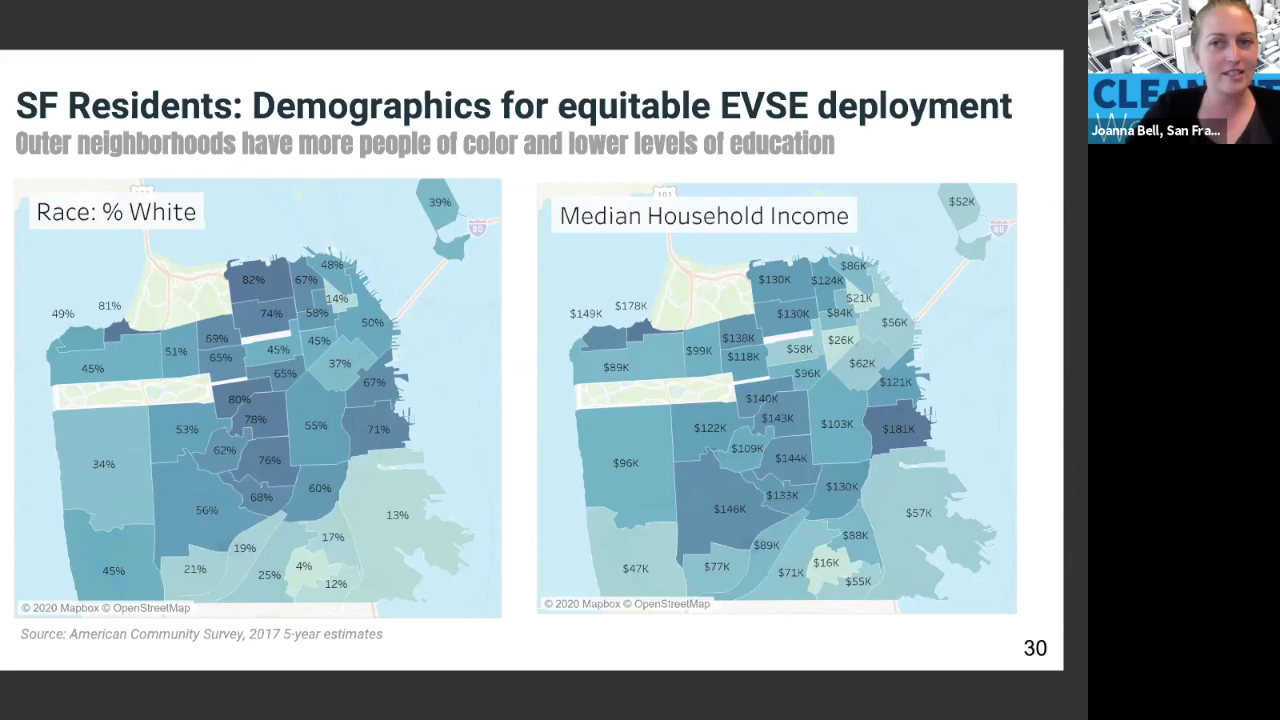 SF Residents: Demographics for equitable EVSE deployment
Outer neighborhoods have more people of color and lower levels of education
Race: % White
39%
80
48%
82%
67%
14%
81%
49%
74%
58%
50%
69%
45%
51%
65%
45%
37%
45%
65%
67%
80%
78%
55%
53%
71%
62%
34%
76%
60%
68%
56%
13%
17%
19%
4%
21%
45%
25%
12%
© 2020 Mapbox © OpenStreetMap
101
Median Household Income
$52K
80
$86K
$130K
$124K
$21K
$178K
$149K
$130K
$84K
$56K
$138K
$26K
$99K
$58K
$118K
$62K
$89K
$96K
$121K
$140K
$143K
$103K
$122K
$181K
$109K
$144K
$96K
$130K
$133K
$146K
$57K
$88K
$89K
$16K
$77K
$47K
$71K
$55K
© 2020 Mapbox © OpenStreetMap
Source: American Community Survey, 2017 5-year estimates
30
Joanna Bell, San Fra...